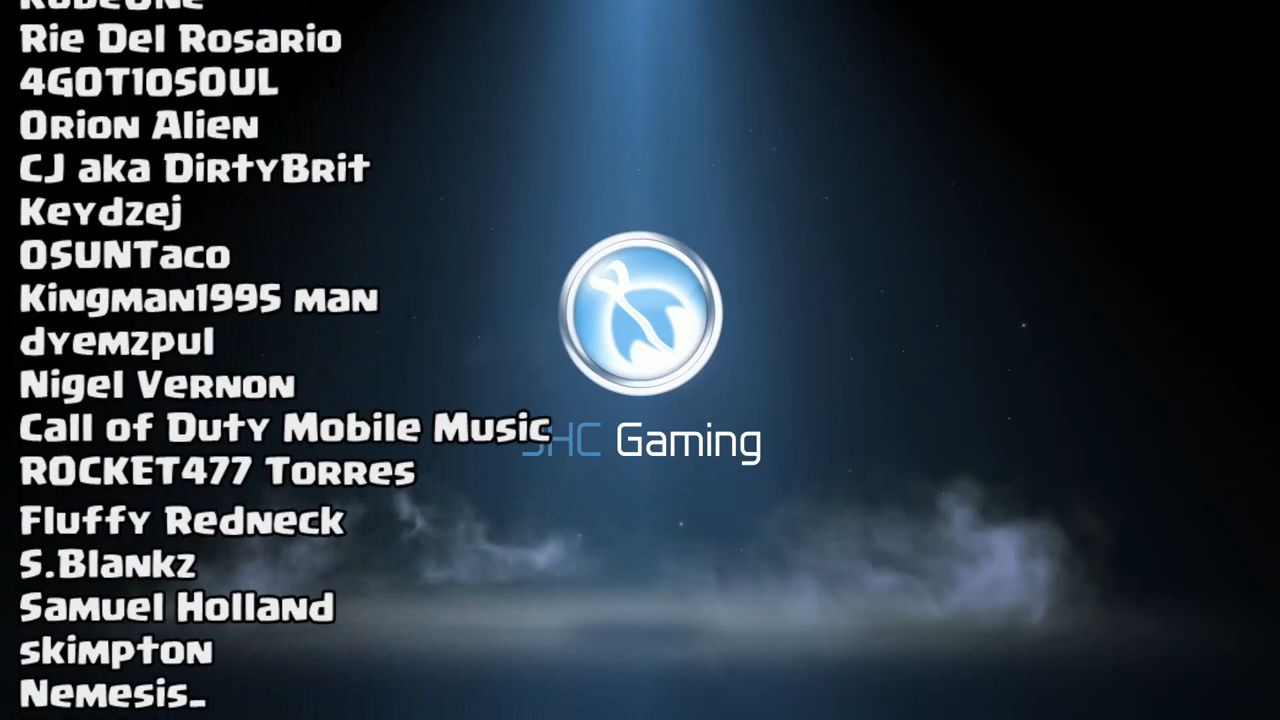 Rie Del Rosario
4GOT10SOUL
Orion Alien
CJ aka DirtyBrit
Keydzej
OSUNTaco
Kingman1995 man
dyemzpul
Nigel Vernon
Call of Duty Mobile Music
SHC Gaming
ROCKET477 Torres
Fluffy Redneck
S.Blankz
Samuel Holland
skimpton
Nemesis_